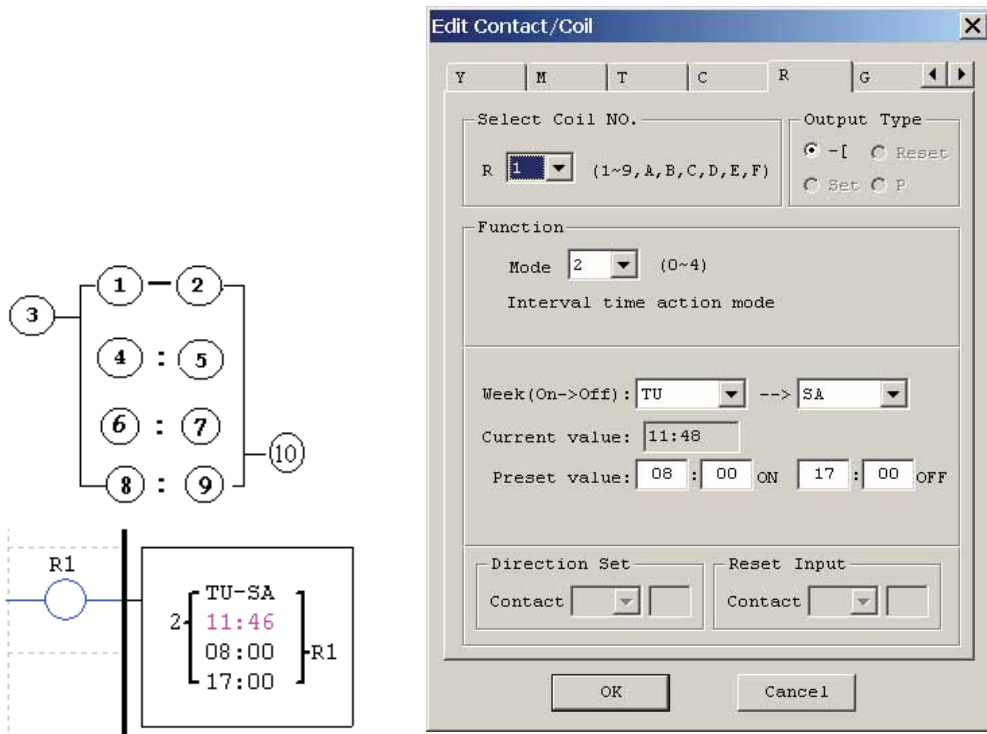 1 — 2
3
4 : 5
6 : 7
8 : 9
10
R1
2
TU-SA
11:46
08:00
17:00
R1
Edit Contact/Coil
Y M T C R G
Select Coil NO.
R 1 (1~9,A,B,C,D,E,F)
Output Type
-[ Reset
Set P
Function
Mode 2 (0~4)
Interval time action mode
Week(On->Off): TU --> SA
Current value: 11:48
Preset value: 08 : 00 ON 17 : 00 OFF
Direction Set
Contact
Reset Input
Contact
OK Cancel